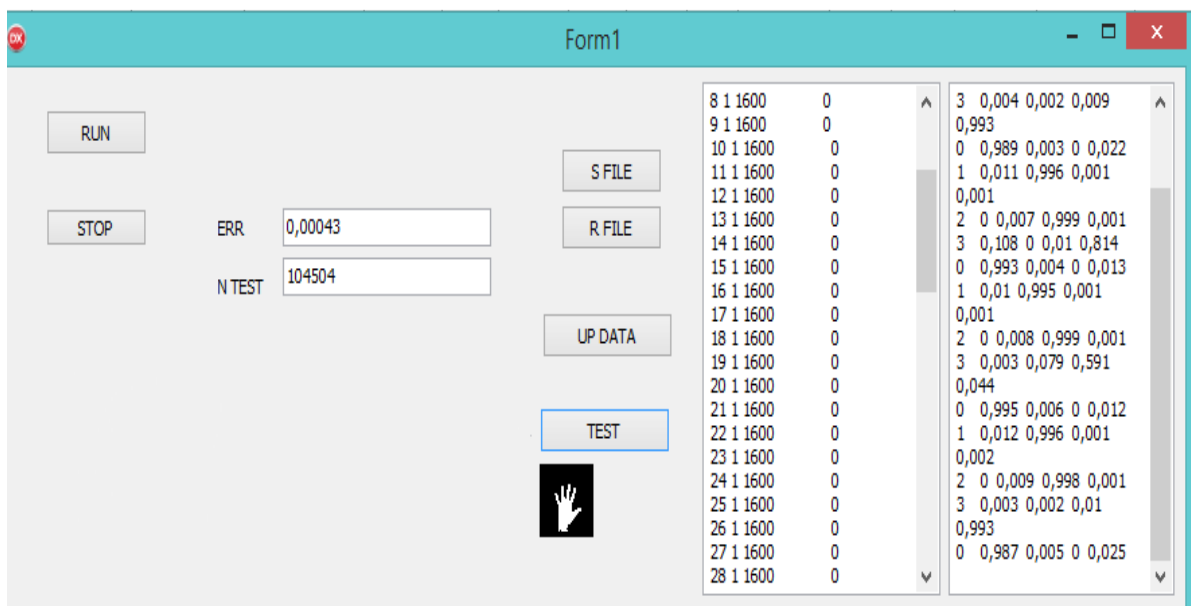 Form1
RUN
STOP
ERR 0,00043
N TEST 104504
S FILE
R FILE
UP DATA
TEST
8 1 1600 0
9 1 1600 0
10 1 1600 0
11 1 1600 0
12 1 1600 0
13 1 1600 0
14 1 1600 0
15 1 1600 0
16 1 1600 0
17 1 1600 0
18 1 1600 0
19 1 1600 0
20 1 1600 0
21 1 1600 0
22 1 1600 0
23 1 1600 0
24 1 1600 0
25 1 1600 0
26 1 1600 0
27 1 1600 0
28 1 1600 0
3 0,004 0,002 0,009
0,993
0 0,989 0,003 0 0,022
1 0,011 0,996 0,001
0,001
2 0 0,007 0,999 0,001
3 0,108 0 0,01 0,814
0 0,993 0,004 0 0,013
1 0,01 0,995 0,001
0,001
2 0 0,008 0,999 0,001
3 0,003 0,079 0,591
0,044
0 0,995 0,006 0 0,012
1 0,012 0,996 0,001
0,002
2 0 0,009 0,998 0,001
3 0,003 0,002 0,01
0,993
0 0,987 0,005 0 0,025